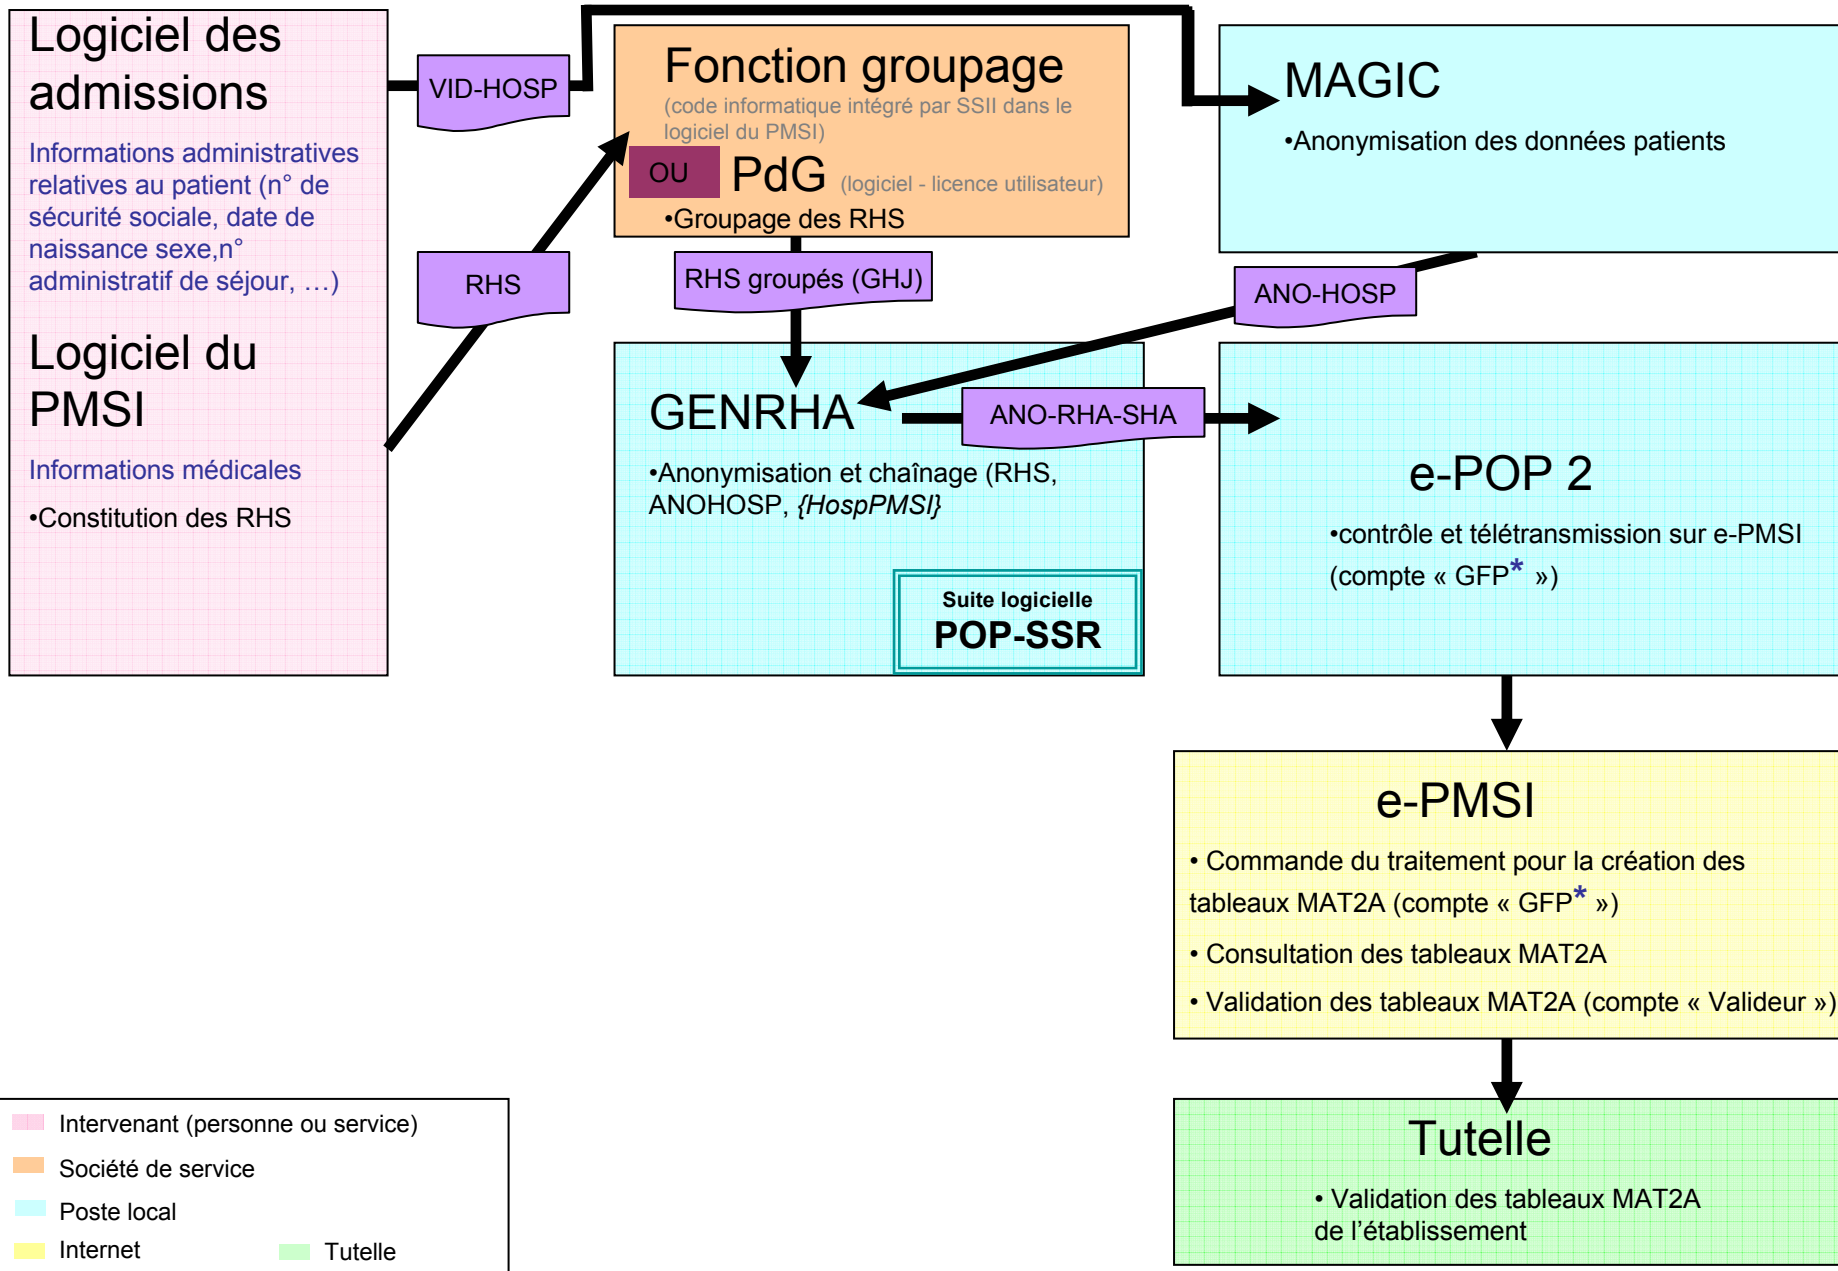 Logiciel des
admissions
Informations administratives
relatives au patient (n° de
sécurité sociale, date de
naissance sexe,n°
administratif de séjour, …)
Logiciel du
PMSI
Informations médicales
•Constitution des RHS
VID-HOSP
RHS
Fonction groupage
(code informatique intégré par SSII dans le
logiciel du PMSI)
OU PdG (logiciel - licence utilisateur)
•Groupage des RHS
RHS groupés (GHJ)
MAGIC
•Anonymisation des données patients
ANO-HOSP
GENRHA
•Anonymisation et chaînage (RHS,
ANOHOSP, {HospPMSI}
Suite logicielle
POP-SSR
ANO-RHA-SHA
e-POP 2
•contrôle et télétransmission sur e-PMSI
(compte « GFP* »)
e-PMSI
• Commande du traitement pour la création des
tableaux MAT2A (compte « GFP* »)
• Consultation des tableaux MAT2A
• Validation des tableaux MAT2A (compte « Valideur »)
Tutelle
• Validation des tableaux MAT2A
de l’établissement
Intervenant (personne ou service)
Société de service
Poste local
Internet
Tutelle